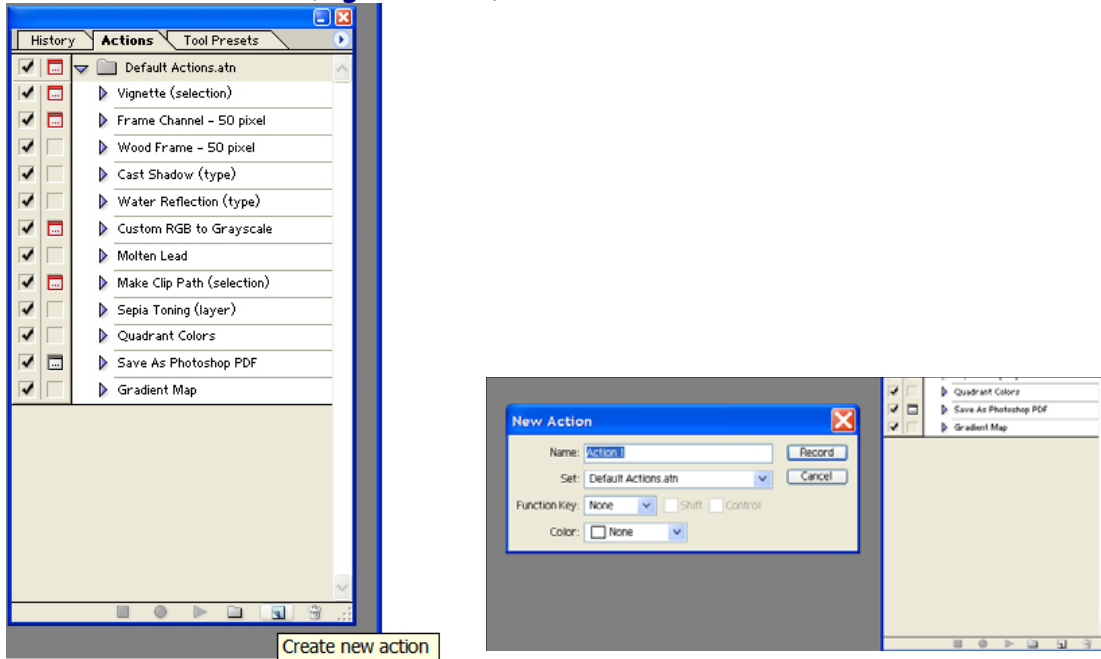 History Actions Tool Presets
Default Actions.atn
Vignette (selection)
Frame Channel - 50 pixel
Wood Frame - 50 pixel
Cast Shadow (type)
Water Reflection (type)
Custom RGB to Grayscale
Molten Lead
Make Clip Path (selection)
Sepia Toning (layer)
Quadrant Colors
Save As Photoshop PDF
Gradient Map
Create new action
New Action
Name: Action 1 Record
Set: Default Actions.atn Cancel
Function Key: None Shift Control
Color: None
Quadrant Colors
Save As Photoshop PDF
Gradient Map